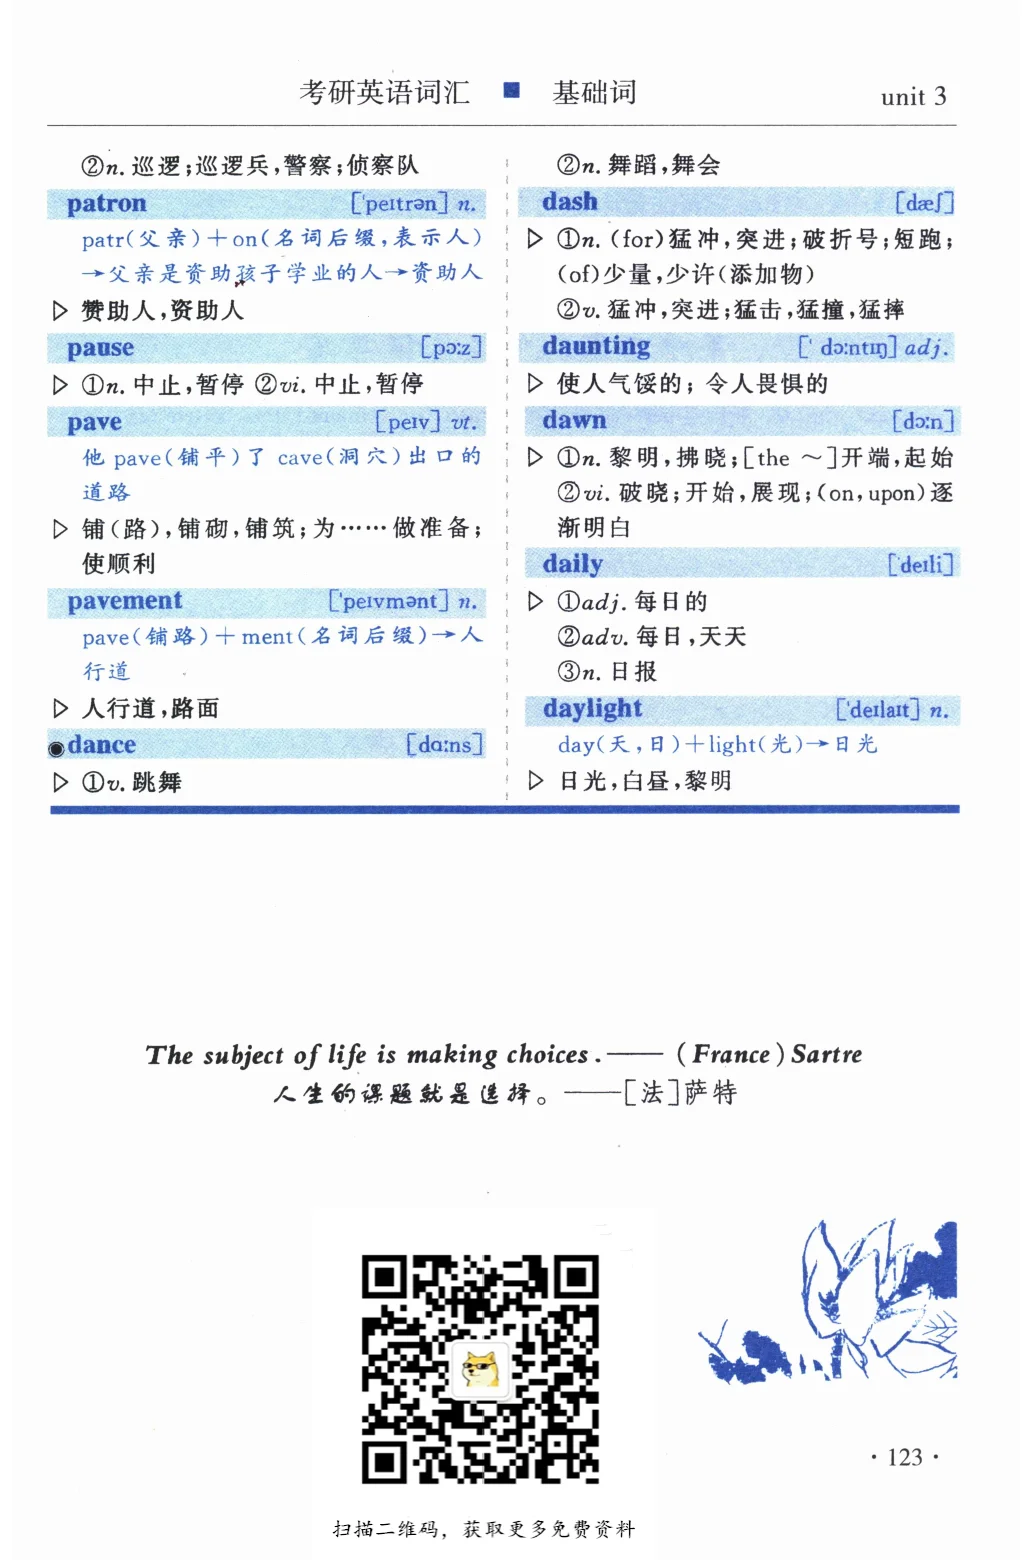 考研英语词汇 ■ 基础词 unit 3
②n. 巡逻;巡逻兵,警察;侦察队
patron ['peɪtrən] n.
patr(父亲)+on(名词后缀,表示人)
→父亲是资助孩子学业的人→资助人
▷ 赞助人,资助人
pause [pɔ:z]
▷ ①n. 中止,暂停 ②vi. 中止,暂停
pave [peɪv] vt.
他 pave(铺平)了 cave(洞穴)出口的
道路
▷ 铺(路),铺砌,铺筑;为……做准备;
使顺利
pavement ['peɪvmənt] n.
pave(铺路)+ment(名词后缀)→人
行道
▷ 人行道,路面
●dance [dɑ:ns]
▷ ①v. 跳舞
②n. 舞蹈,舞会
dash [dæʃ]
▷ ①n. (for)猛冲,突进;破折号;短跑;
(of)少量,少许(添加物)
②v. 猛冲,突进;猛击,猛撞,猛摔
daunting [' dɔ:ntɪŋ] adj.
▷ 使人气馁的; 令人畏惧的
dawn [dɔ:n]
▷ ①n. 黎明,拂晓;[the ～]开端,起始
②vi. 破晓;开始,展现;(on,upon)逐
渐明白
daily ['deɪli]
▷ ①adj. 每日的
②adv. 每日,天天
③n. 日报
daylight ['deɪlaɪt] n.
day(天,日)+light(光)→日光
▷ 日光,白昼,黎明
The subject of life is making choices.—— (France)Sartre
人生的课题就是选择。——[法]萨特
·123·
扫描二维码，获取更多免费资料